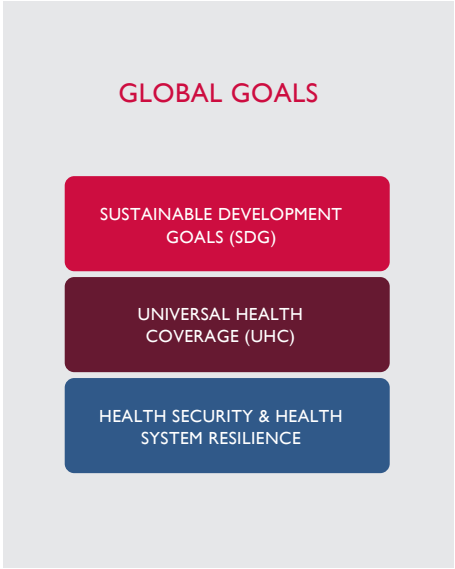 GLOBAL GOALS
SUSTAINABLE DEVELOPMENT
GOALS (SDG)
UNIVERSAL HEALTH
COVERAGE (UHC)
HEALTH SECURITY & HEALTH
SYSTEM RESILIENCE